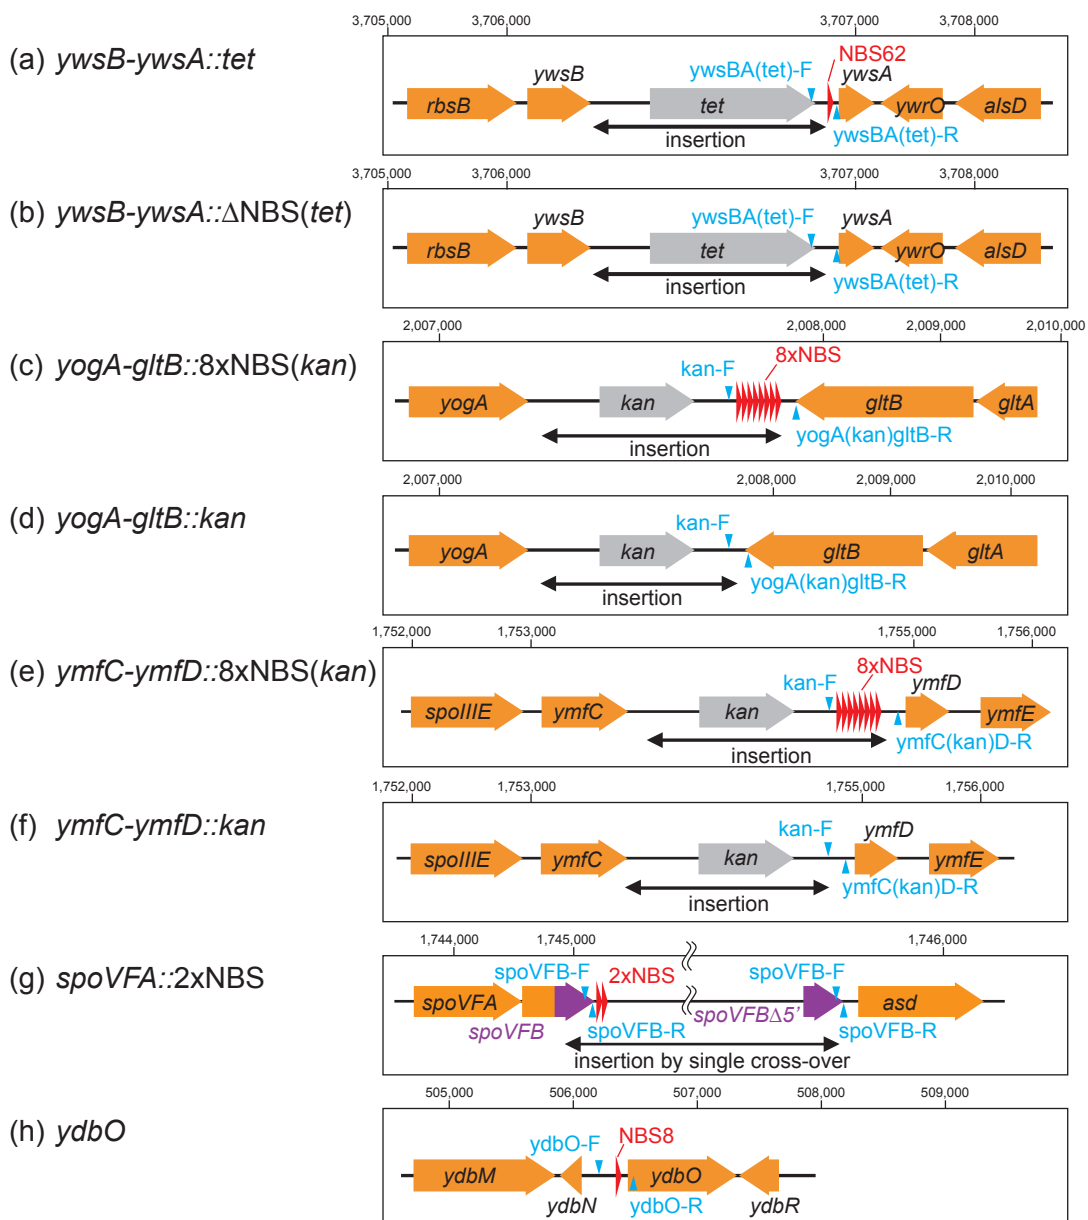 3,705,000 3,706,000 3,707,000 3,708,000
(a) ywsB-ywsA::tet
NBS62
ywsB ywsBA(tet)-F ywsA
rbsB tet ywrO alsD
insertion ywsBA(tet)-R
3,705,000 3,706,000 3,707,000 3,708,000
(b) ywsB-ywsA::ΔNBS(tet)
ywsB ywsBA(tet)-F ywsA
rbsB tet ywrO alsD
insertion ywsBA(tet)-R
2,007,000 2,008,000 2,009,000 2,010,000
(c) yogA-gltB::8xNBS(kan)
kan-F 8xNBS
yogA kan gltB gltA
insertion yogA(kan)gltB-R
2,007,000 2,008,000 2,009,000 2,010,000
(d) yogA-gltB::kan
kan-F
yogA kan gltB gltA
insertion yogA(kan)gltB-R
1,752,000 1,753,000 1,755,000 1,756,000
(e) ymfC-ymfD::8xNBS(kan)
kan-F 8xNBS ymfD
spoIIIE ymfC kan ymfE
insertion ymfC(kan)D-R
1,752,000 1,753,000 1,755,000 1,756,000
(f) ymfC-ymfD::kan
kan-F ymfD
spoIIIE ymfC kan ymfE
insertion ymfC(kan)D-R
1,744,000 1,745,000 1,746,000
(g) spoVFA::2xNBS
spoVFB-F 2xNBS spoVFB-F
spoVFA asd
spoVFB spoVFB-R spoVFBΔ5' spoVFB-R
insertion by single cross-over
505,000 506,000 507,000 508,000 509,000
(h) ydbO
ydbO-F NBS8
ydbM ydbO
ydbN ydbO-R ydbR